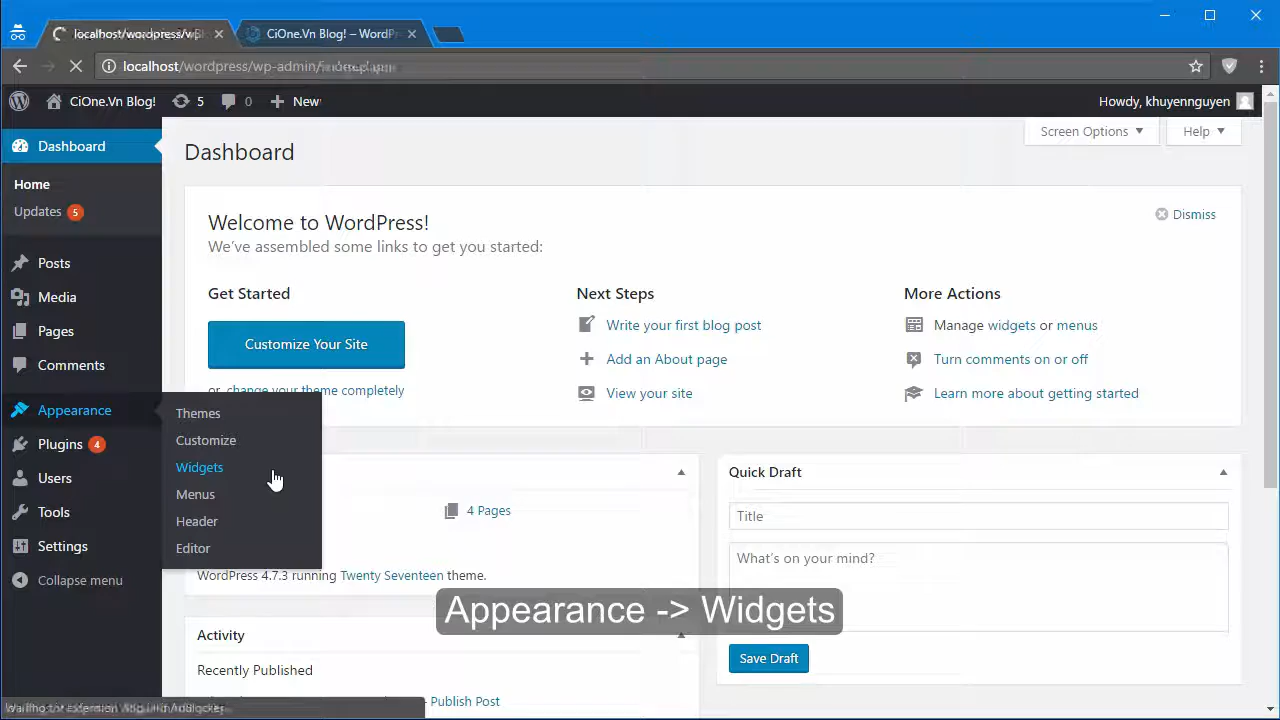 localhost/wordpress/
CiOne.Vn Blog! – WordPr
localhost/wordpress/wp-admin/
CiOne.Vn Blog!
5
0
New
Howdy, khuyennguyen
Dashboard
Home
Updates 5
Posts
Media
Pages
Comments
Appearance
Plugins 4
Users
Tools
Settings
Collapse menu
Themes
Customize
Widgets
Menus
Header
Editor
Dashboard
Screen Options
Help
Welcome to WordPress!
We've assembled some links to get you started:
Dismiss
Get Started
Customize Your Site
or, change your theme completely
Next Steps
Write your first blog post
Add an About page
View your site
More Actions
Manage widgets or menus
Turn comments on or off
Learn more about getting started
4 Pages
WordPress 4.7.3 running Twenty Seventeen theme.
Activity
Recently Published
Publish Post
Quick Draft
Title
What's on your mind?
Save Draft
Appearance -> Widgets